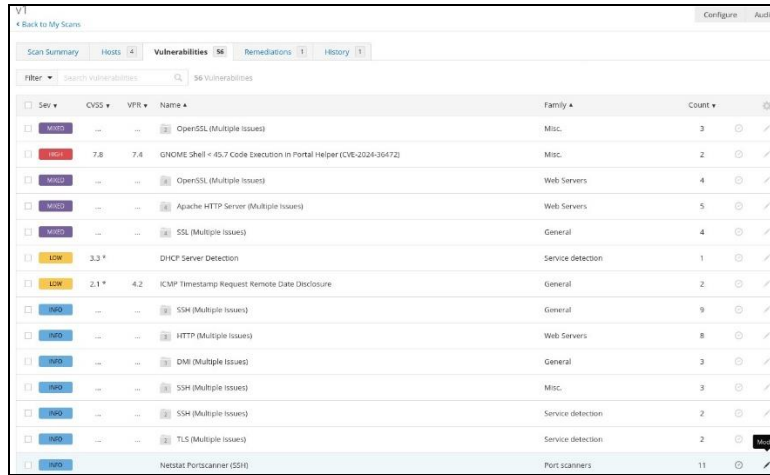 v1
Back to My Scans
Configure Audi
Scan Summary Hosts 4 Vulnerabilities 56 Remediations 1 History 1
Filter Search Vulnerabilities 56 Vulnerabilities
Sev CVSS VPR Name Family Count
MIXED ... ... OpenSSL (Multiple Issues) Misc. 3
HIGH 7.8 7.4 GNOME Shell < 45.7 Code Execution in Portal Helper (CVE-2024-36472) Misc. 2
MIXED ... ... OpenSSL (Multiple Issues) Web Servers 4
MIXED ... ... Apache HTTP Server (Multiple Issues) Web Servers 5
MIXED ... ... SSL (Multiple Issues) General 4
LOW 3.3 * DHCP Server Detection Service detection 1
LOW 2.1 * 4.2 ICMP Timestamp Request Remote Date Disclosure General 2
INFO ... ... SSH (Multiple Issues) General 9
INFO ... ... HTTP (Multiple Issues) Web Servers 8
INFO ... ... DMI (Multiple Issues) General 3
INFO ... ... SSH (Multiple Issues) Misc. 3
INFO ... ... SSH (Multiple Issues) Service detection 2
INFO ... ... TLS (Multiple Issues) Service detection 2
Mod
INFO Netstat Portscanner (SSH) Port scanners 11